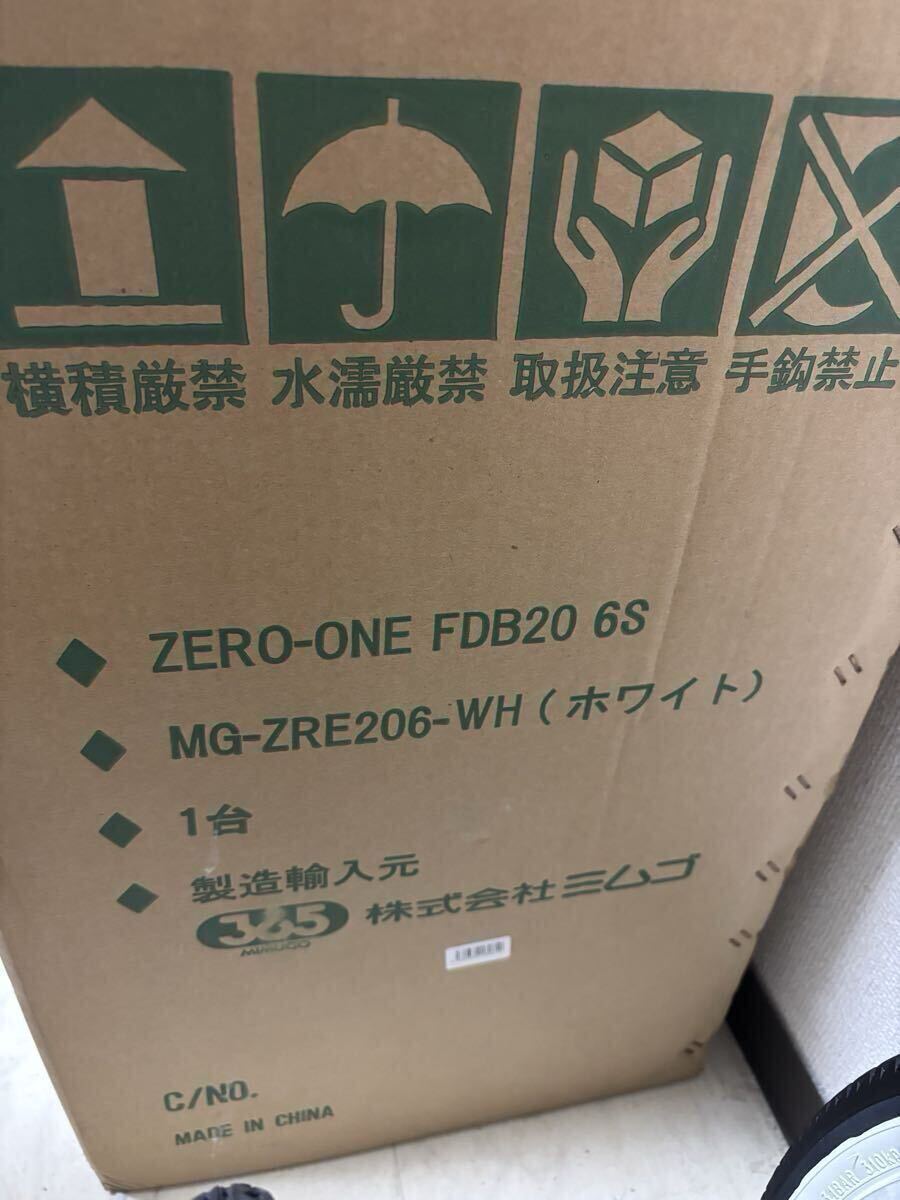 横積厳禁 水濡厳禁 取扱注意 手鈎禁止
◆ ZERO-ONE FDB20 6S
◆ MG-ZRE206-WH(ホワイト)
◆ 1台
◆ 製造輸入元
365 株式会社ミムゴ
MIMUGO
C/NO.
MADE IN CHINA